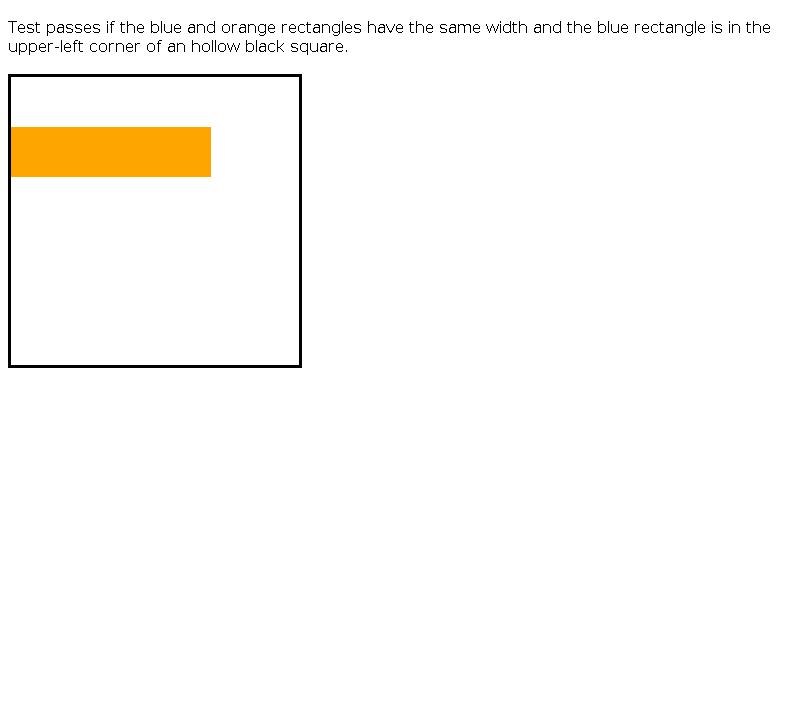 Test passes if the blue and orange rectangles have the same width and the blue rectangle is in the
upper-left corner of an hollow black square.